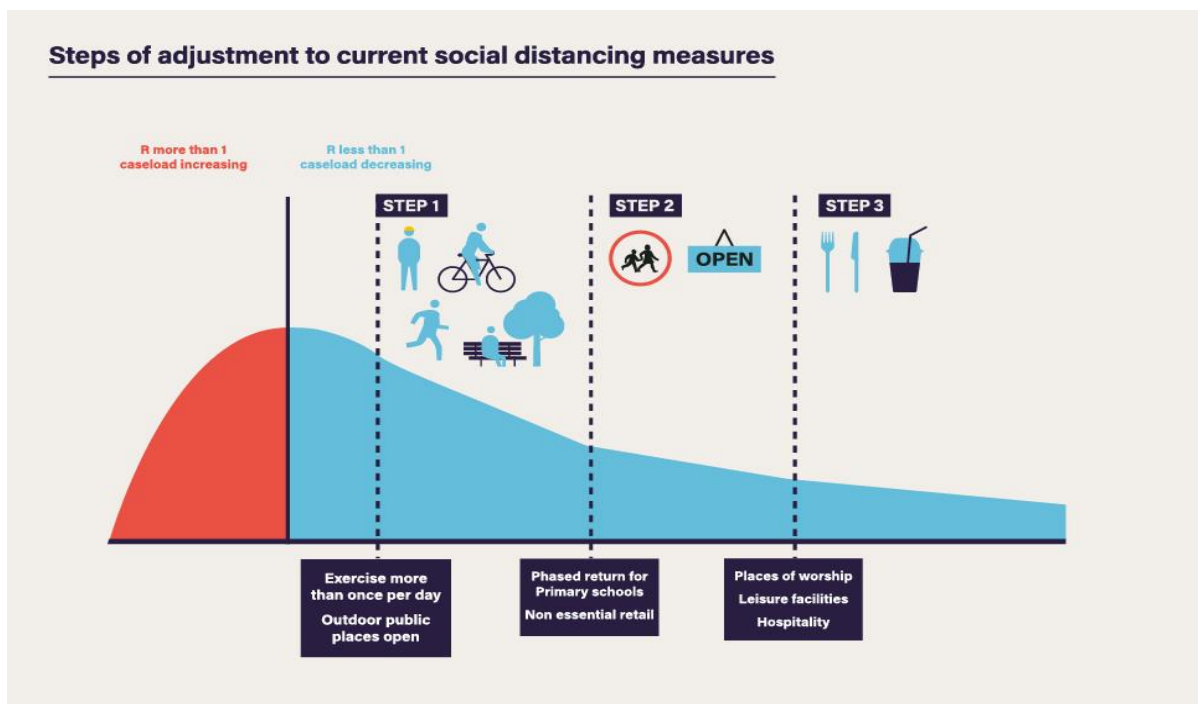 Steps of adjustment to current social distancing measures
R more than 1
caseload increasing
R less than 1
caseload decreasing
STEP 1
STEP 2
STEP 3
OPEN
Exercise more
than once per day
Outdoor public
places open
Phased return for
Primary schools
Non essential retail
Places of worship
Leisure facilities
Hospitality